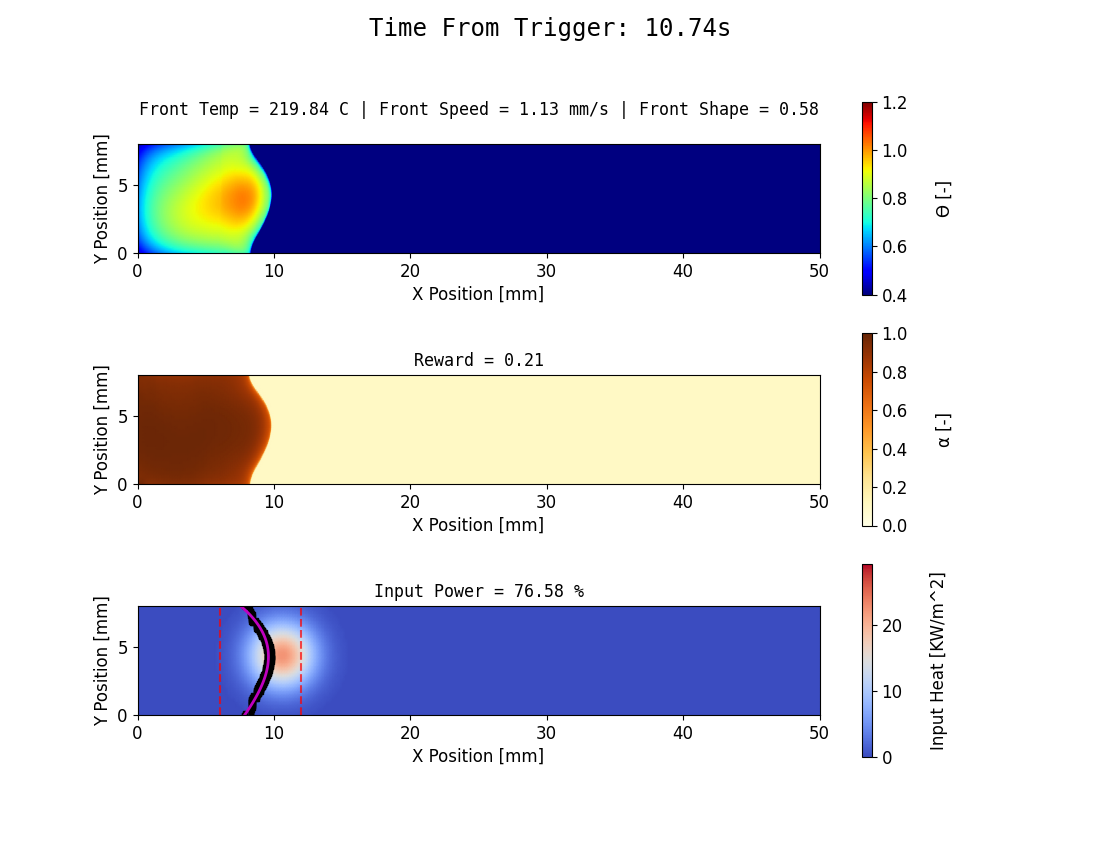 Time From Trigger: 10.74s
Front Temp = 219.84 C | Front Speed = 1.13 mm/s | Front Shape = 0.58
Y Position [mm]
5
0
0 10 20 30 40 50
X Position [mm]
1.2
1.0
0.8
0.6
0.4
Θ [-]
Reward = 0.21
Y Position [mm]
5
0
0 10 20 30 40 50
X Position [mm]
1.0
0.8
0.6
0.4
0.2
0.0
α [-]
Input Power = 76.58 %
Y Position [mm]
5
0
0 10 20 30 40 50
X Position [mm]
20
10
0
Input Heat [KW/m^2]